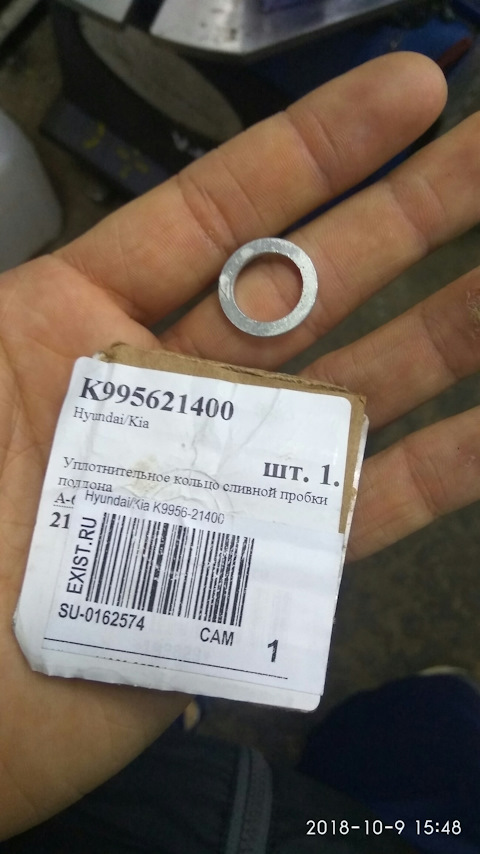 K995621400
Hyundai/Kia
шт. 1.
Уплотнительное кольцо сливной пробки
поддона
Hyundai/Kia K9956-21400
21
EXIST.RU
SU-0162574
CAM
1
2018-10-9 15:48